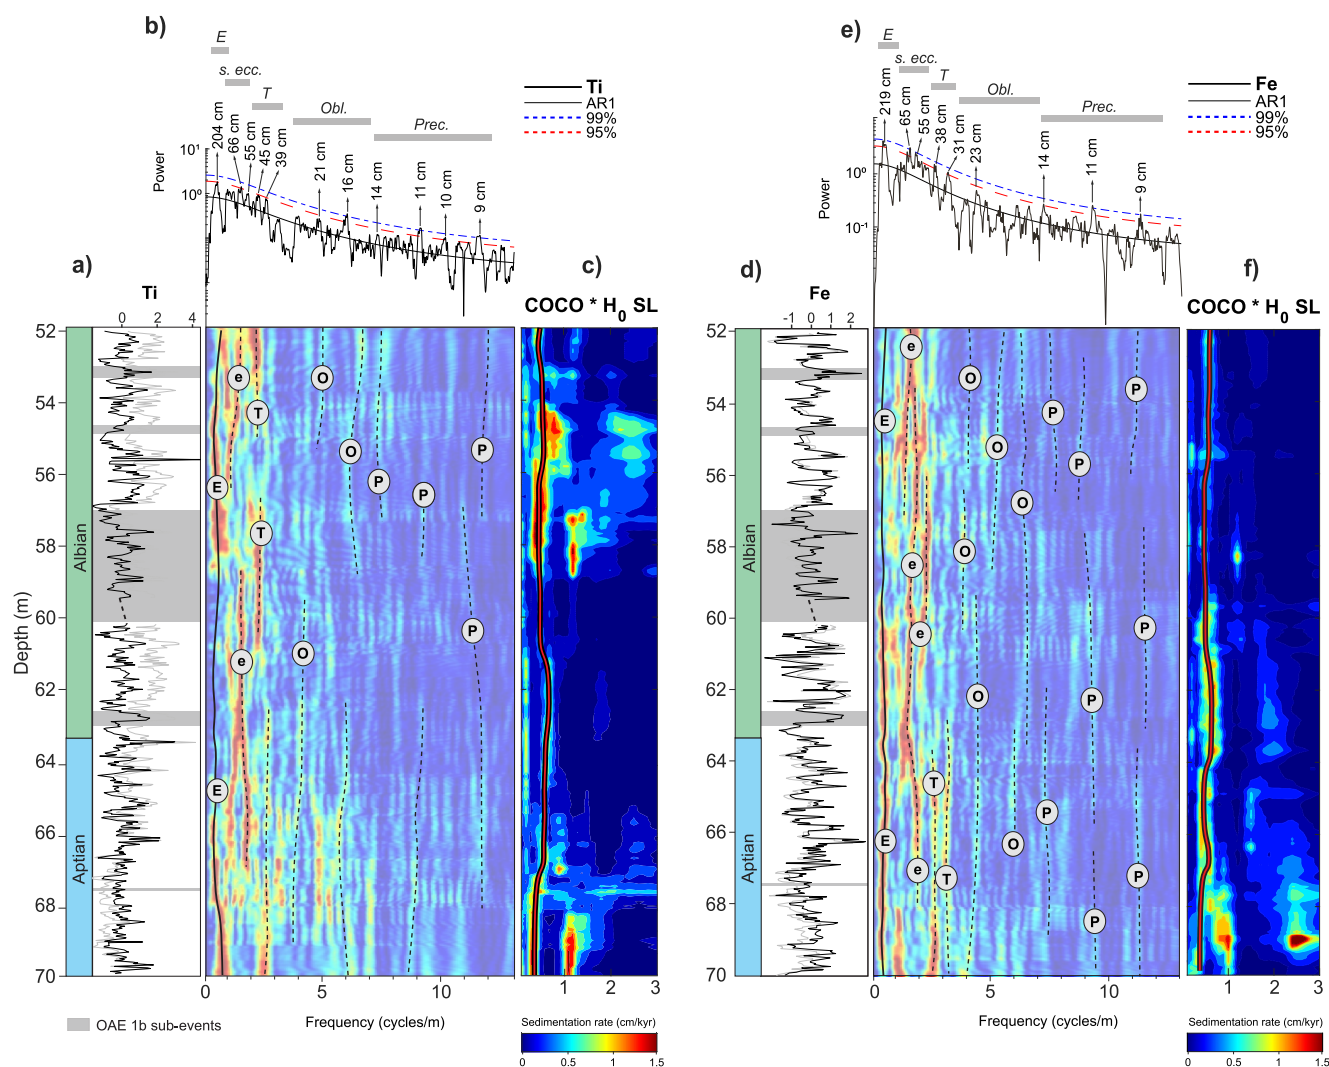 b)
E
s. ecc.
T
Obl.
Prec.
204 cm
66 cm
55 cm
45 cm
39 cm
21 cm
16 cm
14 cm
11 cm
10 cm
9 cm
Power
10¹
10⁰
Ti
AR1
99%
95%
e)
E
s. ecc.
T
Obl.
Prec.
219 cm
65 cm
55 cm
38 cm
31 cm
23 cm
14 cm
11 cm
9 cm
Power
10⁰
10⁻¹
Fe
AR1
99%
95%
a)
Ti
0 2 4
c)
COCO * H₀ SL
d)
Fe
-1 0 1 2
f)
COCO * H₀ SL
Depth (m)
52
54
56
58
60
62
64
66
68
70
Albian
Aptian
e
O
T
O
P
P
E
P
T
P
O
e
E
0 5 10
Frequency (cycles/m)
1 2 3
Sedimentation rate (cm/kyr)
0 0.5 1 1.5
OAE 1b sub-events
52
54
56
58
60
62
64
66
68
70
Albian
Aptian
e
O
P
P
E
O
P
O
O
e
P
e
O
P
T
P
E
O
e
T
P
P
0 5 10
Frequency (cycles/m)
1 2 3
Sedimentation rate (cm/kyr)
0 0.5 1 1.5